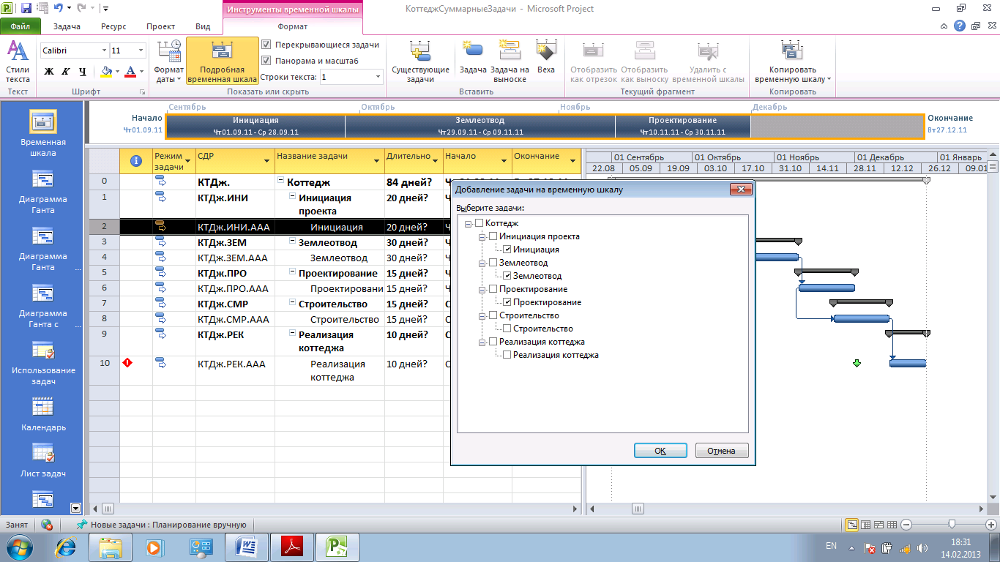 Инструменты временной шкалы
КоттеджСуммарныеЗадачи - Microsoft Project
Файл Задача Ресурс Проект Вид Формат
Стили текста
Calibri 11
Ж К Ч
Формат даты
Подробная временная шкала
Перекрывающиеся задачи
Панорама и масштаб
Строки текста: 1
Существующие задачи
Задача
Задача на выноске
Веха
Отобразить как отрезок
Отобразить как выноску
Удалить с временной шкалы
Копировать временную шкалу
Текст Шрифт Показать или скрыть Вставить Текущий фрагмент Копировать
Сентябрь Октябрь Ноябрь Декабрь
Начало
Чт01.09.11
Инициация
Чт01.09.11 - Ср 28.09.11
Землеотвод
Чт29.09.11 - Ср 09.11.11
Проектирование
Чт10.11.11 - Ср 30.11.11
Окончание
Вт27.12.11
Временная шкала
Диаграмма Ганта
Диаграмма Ганта ...
Диаграмма Ганта с ...
Использование задач
Календарь
Лист задач
Режим задачи СДР Название задачи Длительно Начало Окончание
0 КТДж. Коттедж 84 дней?
1 КТДж.ИНИ Инициация проекта 20 дней? Ч
2 КТДж.ИНИ.ААА Инициация 20 дней? Ч
3 КТДж.ЗЕМ Землеотвод 30 дней? Ч
4 КТДж.ЗЕМ.ААА Землеотвод 30 дней? Ч
5 КТДж.ПРО Проектирование 15 дней? Ч
6 КТДж.ПРО.ААА Проектировани 15 дней? Ч
7 КТДж.СМР Строительство 15 дней? С
8 КТДж.СМР.ААА Строительство 15 дней? С
9 КТДж.РЕК Реализация коттеджа 10 дней? С
10 КТДж.РЕК.ААА Реализация коттеджа 10 дней? С
01 Сентябрь 01 Октябрь 01 Ноябрь 01 Декабрь 01 Январь
22.08 05.09 19.09 03.10 17.10 31.10 14.11 28.11 12.12 26.12 09.01
Добавление задачи на временную шкалу
Выберите задачи:
Коттедж
Инициация проекта
Инициация
Землеотвод
Землеотвод
Проектирование
Проектирование
Строительство
Строительство
Реализация коттеджа
Реализация коттеджа
ОК Отмена
Занят Новые задачи : Планирование вручную
EN 18:31
14.02.2013